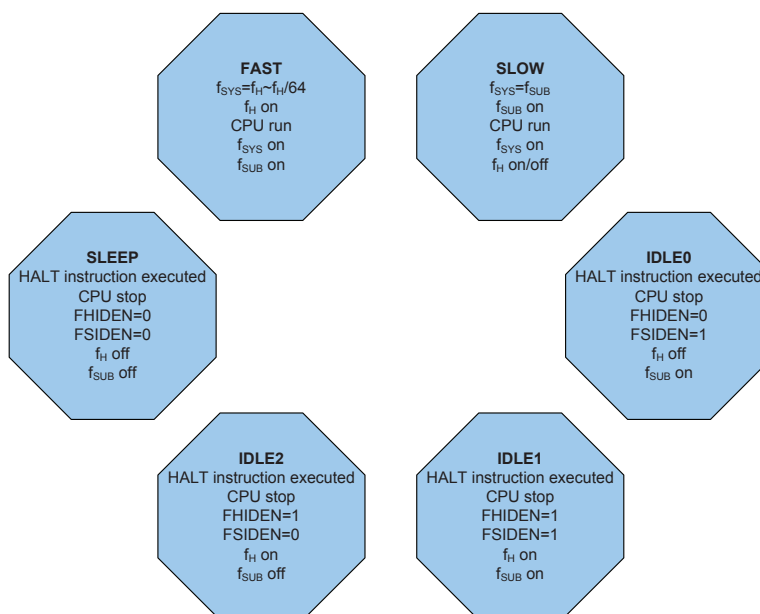 FAST
fSYS=fH~fH/64
fH on
CPU run
fSYS on
fSUB on
SLOW
fSYS=fSUB
fSUB on
CPU run
fSYS on
fH on/off
SLEEP
HALT instruction executed
CPU stop
FHIDEN=0
FSIDEN=0
fH off
fSUB off
IDLE0
HALT instruction executed
CPU stop
FHIDEN=0
FSIDEN=1
fH off
fSUB on
IDLE2
HALT instruction executed
CPU stop
FHIDEN=1
FSIDEN=0
fH on
fSUB off
IDLE1
HALT instruction executed
CPU stop
FHIDEN=1
FSIDEN=1
fH on
fSUB on